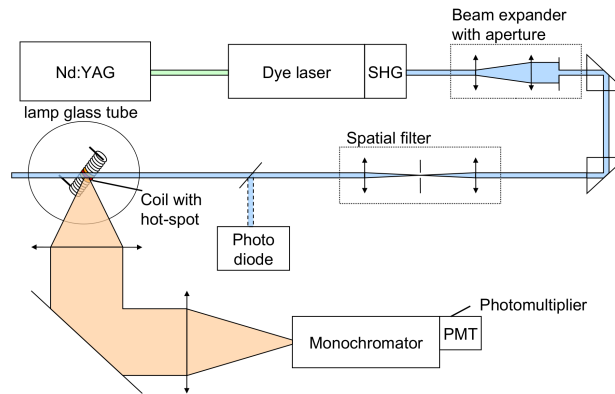 Beam expander
with aperture
Nd:YAG
Dye laser
SHG
lamp glass tube
Spatial filter
Coil with
hot-spot
Photo
diode
Photomultiplier
Monochromator
PMT